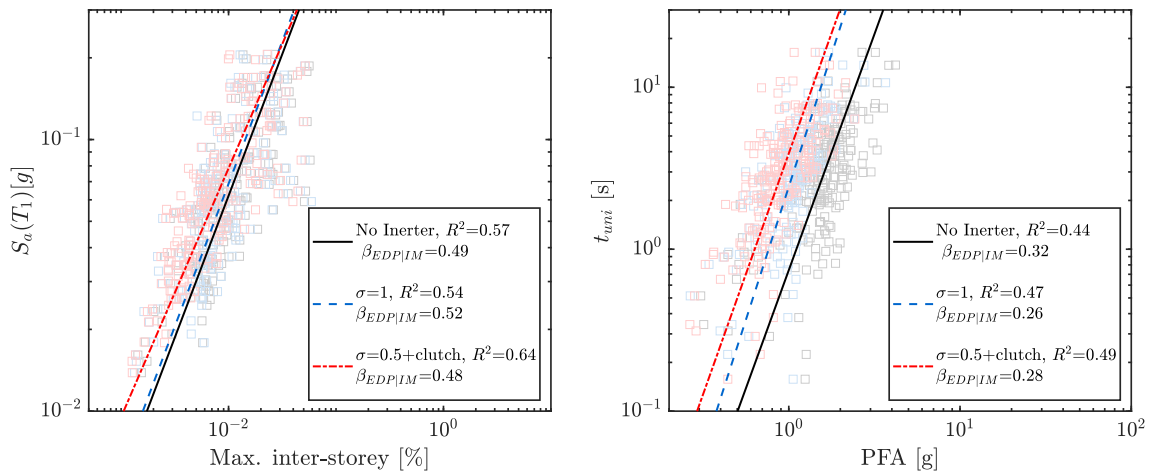 S_a(T_1)[g]
10^{-1}
10^{-2}
10^{-2}
10^{-1}
10^{0}
Max. inter-storey [%]
No Inerter, R^2=0.57
β_{EDP|IM}=0.49
σ=1, R^2=0.54
β_{EDP|IM}=0.52
σ=0.5+clutch, R^2=0.64
β_{EDP|IM}=0.48
t_{uni} [s]
10^{1}
10^{0}
10^{-1}
10^{0}
10^{1}
10^{2}
PFA [g]
No Inerter, R^2=0.44
β_{EDP|IM}=0.32
σ=1, R^2=0.47
β_{EDP|IM}=0.26
σ=0.5+clutch, R^2=0.49
β_{EDP|IM}=0.28